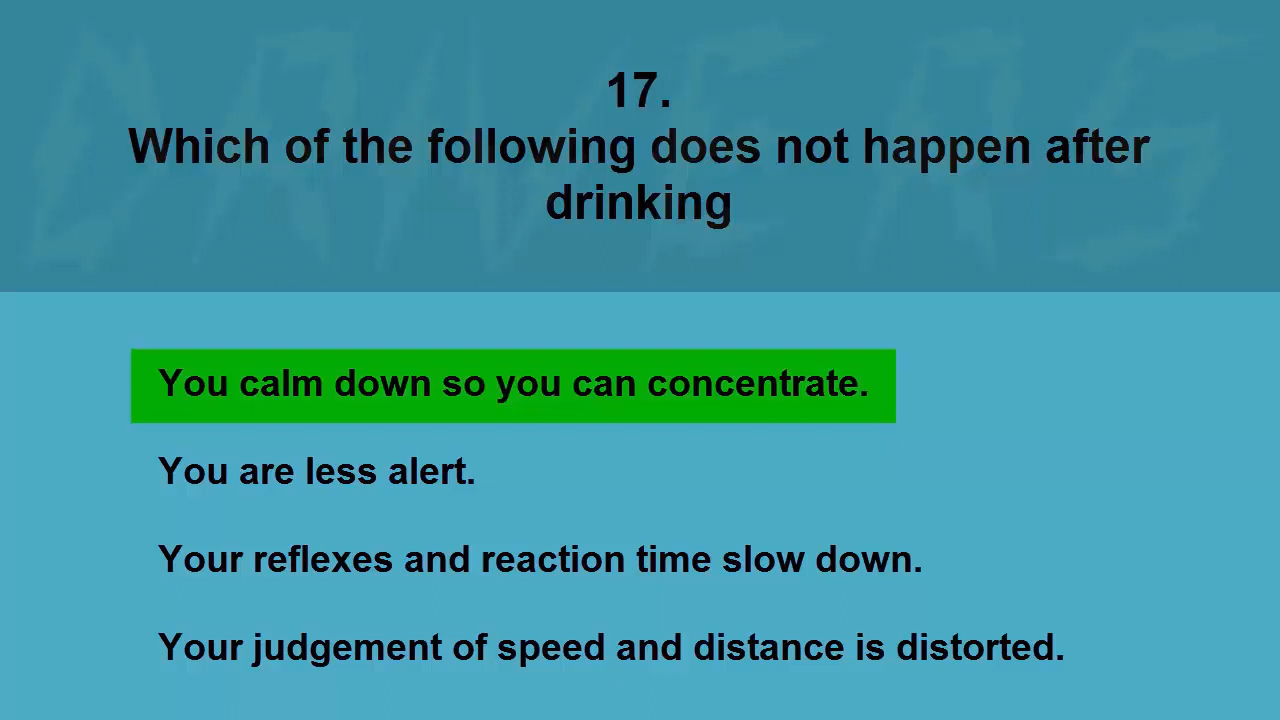 17.
Which of the following does not happen after
drinking
You calm down so you can concentrate.
You are less alert.
Your reflexes and reaction time slow down.
Your judgement of speed and distance is distorted.